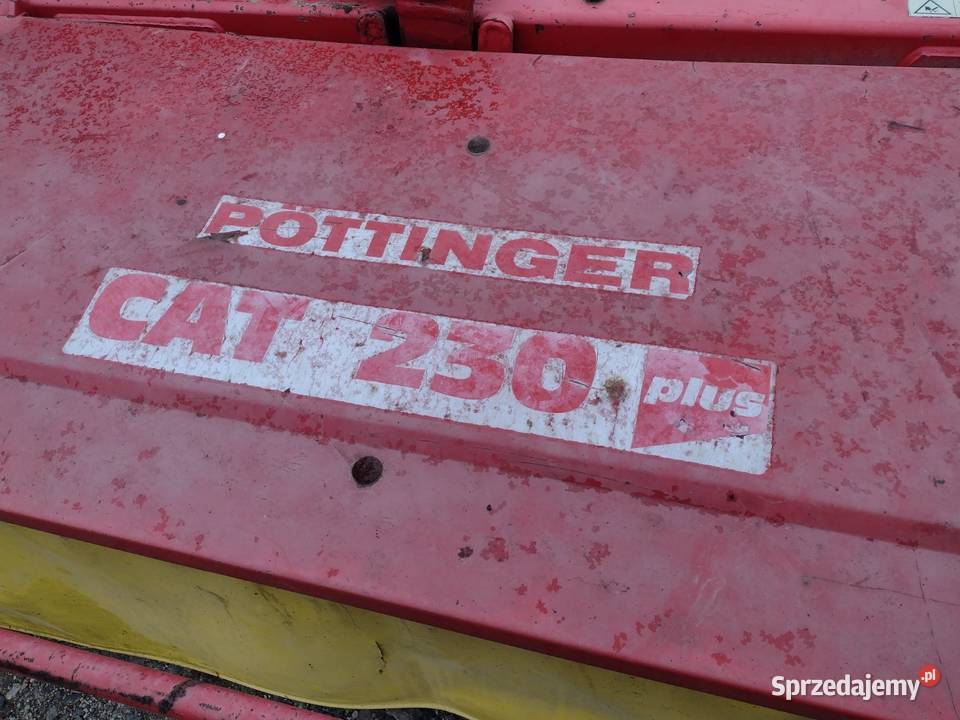 PÖTTINGER
CAT 230 plus
Sprzedajemy.pl